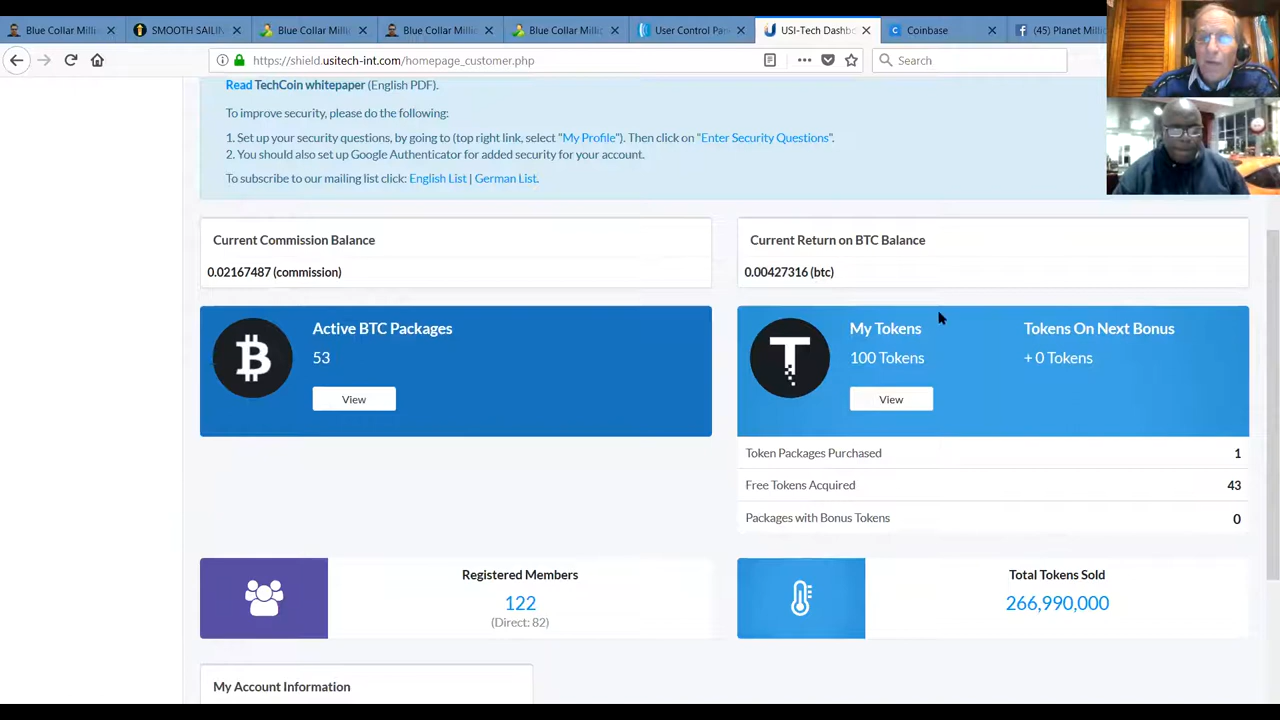 Blue Collar Milli
SMOOTH SAILIN
Blue Collar Milli
Blue Collar Milli
Blue Collar Milli
User Control Pan
USI-Tech Dashb
Coinbase
(45) Planet Milli
https://shield.usitech-int.com/homepage_customer.php
Search
Read TechCoin whitepaper (English PDF).
To improve security, please do the following:
1. Set up your security questions, by going to (top right link, select "My Profile"). Then click on "Enter Security Questions".
2. You should also set up Google Authenticator for added security for your account.
To subscribe to our mailing list click: English List | German List.
Current Commission Balance
0.02167487 (commission)
Current Return on BTC Balance
0.00427316 (btc)
Active BTC Packages
53
View
My Tokens
100 Tokens
View
Tokens On Next Bonus
+ 0 Tokens
Token Packages Purchased 1
Free Tokens Acquired 43
Packages with Bonus Tokens 0
Registered Members
122
(Direct: 82)
Total Tokens Sold
266,990,000
My Account Information